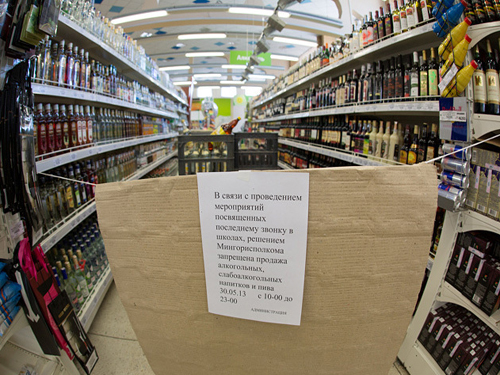 В связи с проведением
мероприятий
посвященных
последнему звонку в
школах, решением
Мингорисполкома
запрещена продажа
алкогольных,
слабоалкогольных
напитков и пива
30.05.13 с 10-00 до
23-00
АДМИНИСТРАЦИЯ